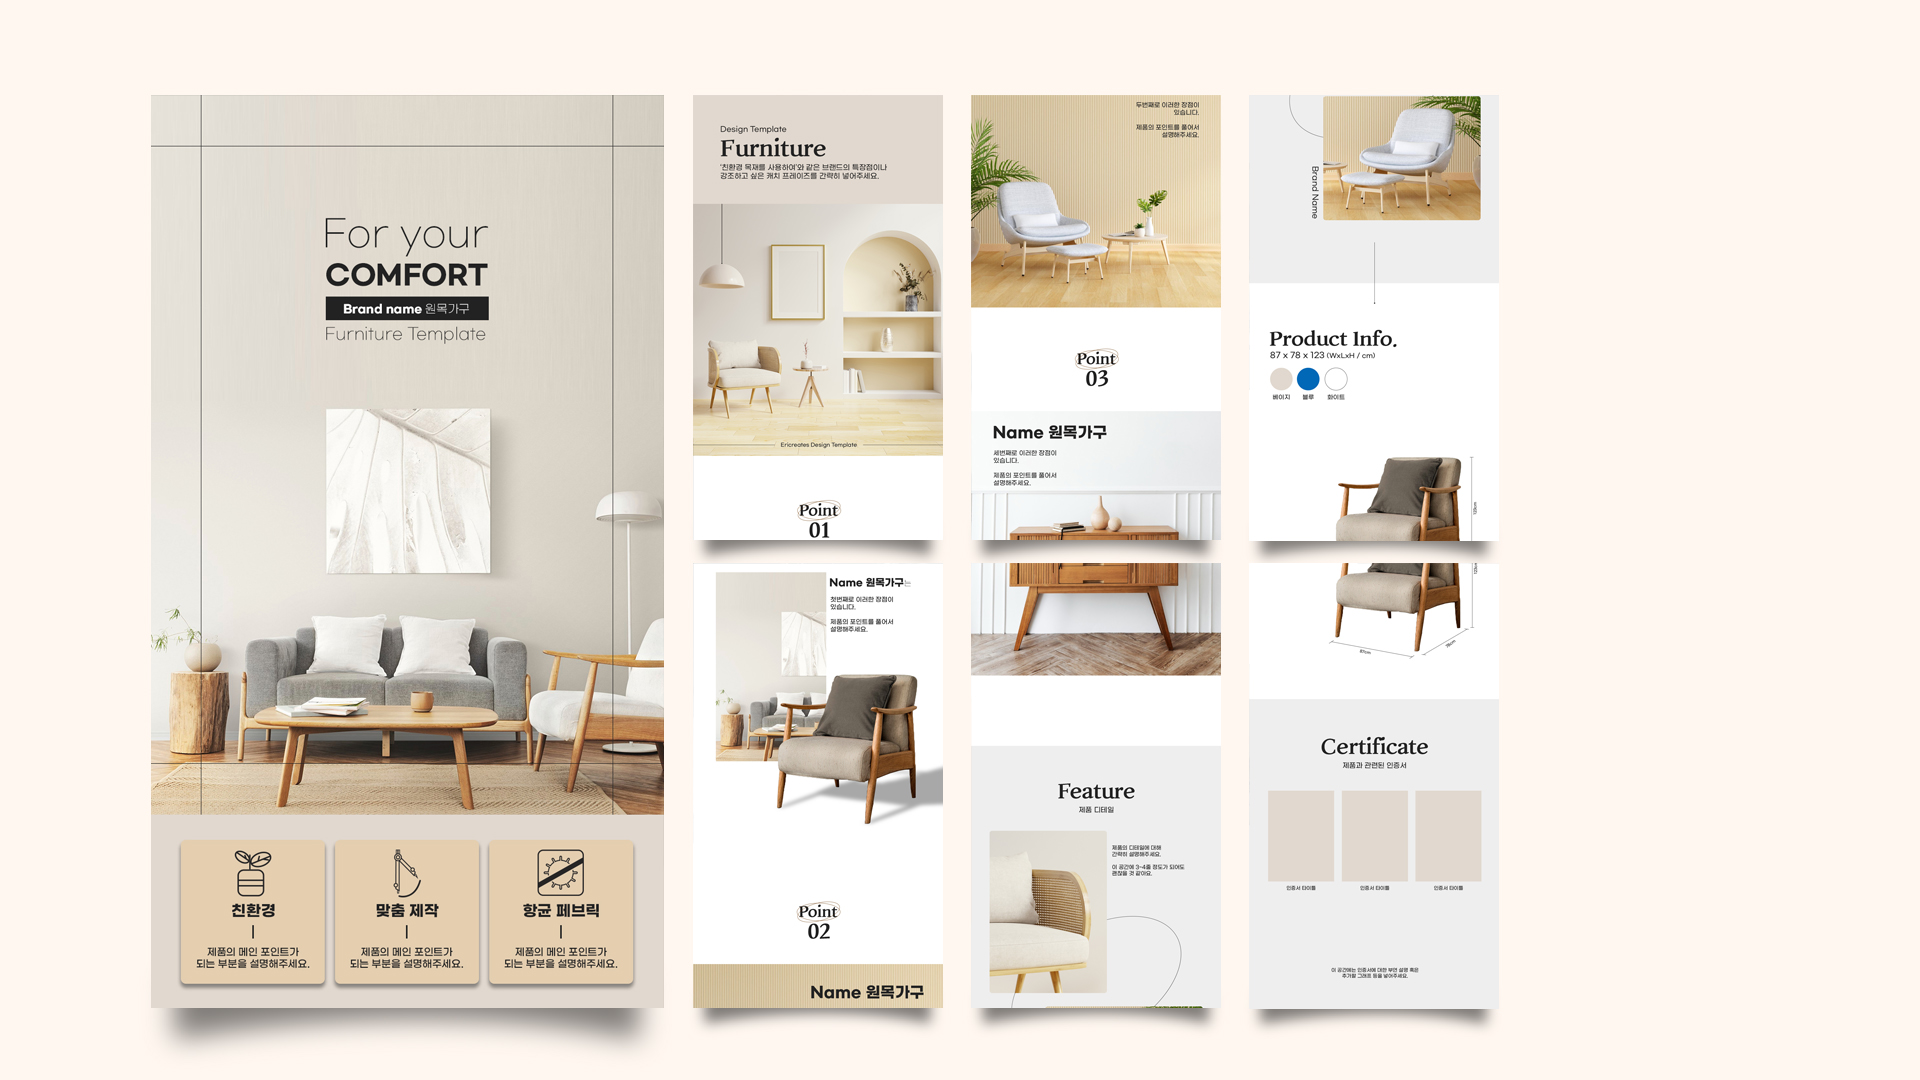 For your
COMFORT
Brand name 원목가구
Furniture Template
친환경
제품의 메인 포인트가
되는 부분을 설명해주세요.
맞춤 제작
제품의 메인 포인트가
되는 부분을 설명해주세요.
항균 페브릭
제품의 메인 포인트가
되는 부분을 설명해주세요.
Design Template
Furniture
'친환경 목재를 사용하여'와 같은 브랜드의 특장점이나
강조하고 싶은 캐치 프레이즈를 간략히 넣어주세요.
Ericreates Design Template
Point
01
Name 원목가구
첫번째로 이러한 장점이
있습니다.
제품의 포인트를 풀어서
설명해주세요.
Point
02
Name 원목가구
두번째로 이러한 장점이
있습니다.
제품의 포인트를 풀어서
설명해주세요.
Point
03
Name 원목가구
세번째로 이러한 장점이
있습니다.
제품의 포인트를 풀어서
설명해주세요.
Feature
제품 디테일
제품의 디테일에 대해
간략히 설명해주세요.
이 공간에 3-4줄 정도가 되어도
괜찮을 것 같아요.
Brand Name
Product Info.
87 x 78 x 123 (WxLxH / cm)
베이지
블루
화이트
123cm
123cm
87cm
78cm
Certificate
제품과 관련된 인증서
인증서 타이틀
인증서 타이틀
인증서 타이틀
이 공간에는 인증서에 대한 부연 설명 혹은
추가할 그래픽 등을 넣어주세요.